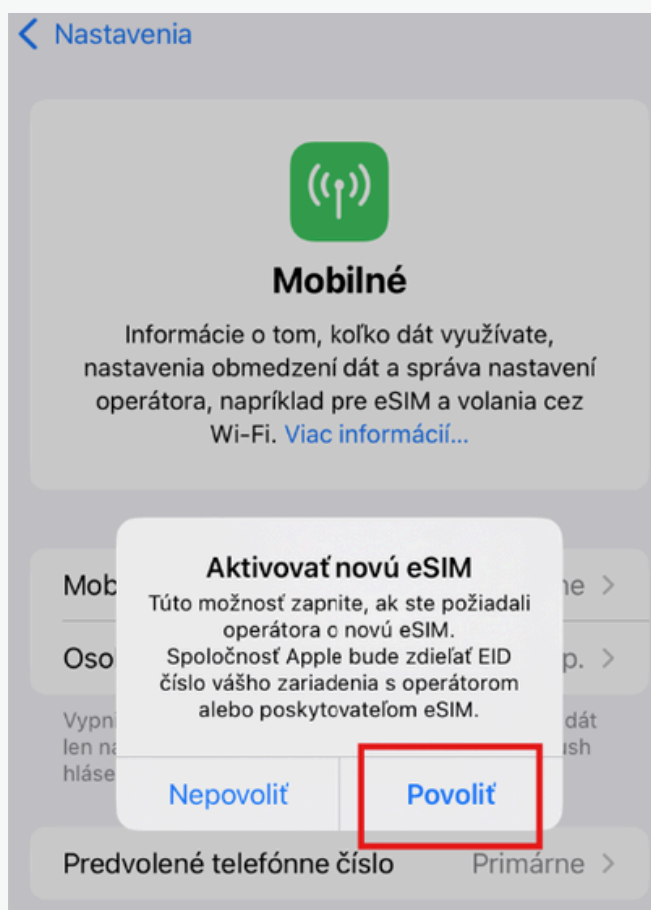 Nastavenia
Mobilné
Informácie o tom, koľko dát využívate,
nastavenia obmedzení dát a správa nastavení
operátora, napríklad pre eSIM a volania cez
Wi-Fi. Viac informácií...
Aktivovať novú eSIM
Túto možnosť zapnite, ak ste požiadali
operátora o novú eSIM.
Spoločnosť Apple bude zdieľať EID
číslo vášho zariadenia s operátorom
alebo poskytovateľom eSIM.
Nepovoliť
Povoliť
Predvolené telefónne číslo Primárne